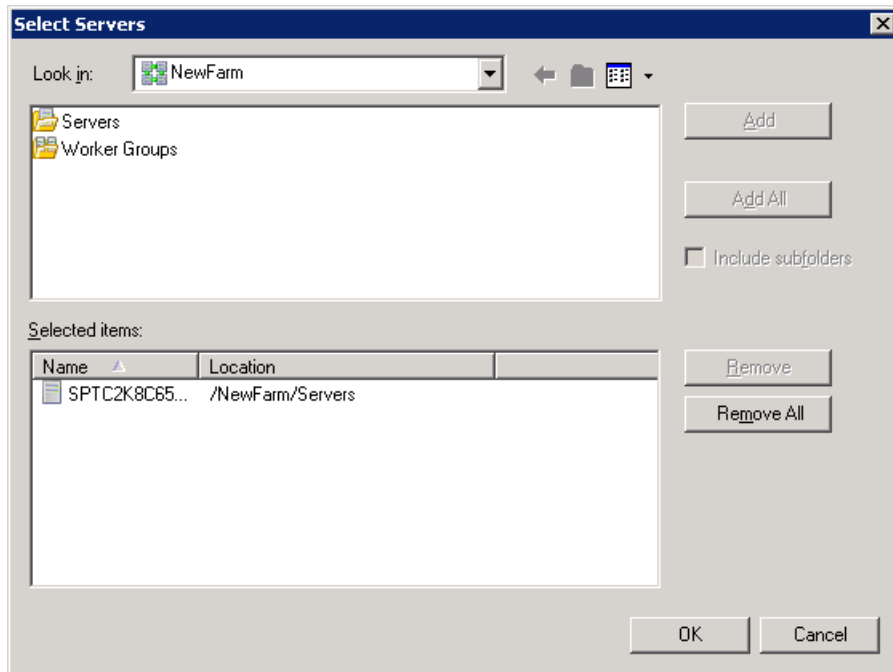 Select Servers
Look in: NewFarm
Servers
Add
Worker Groups
Add All
Include subfolders
Selected items:
Name Location
Remove
SPTC2K8C65... /NewFarm/Servers
Remove All
OK Cancel